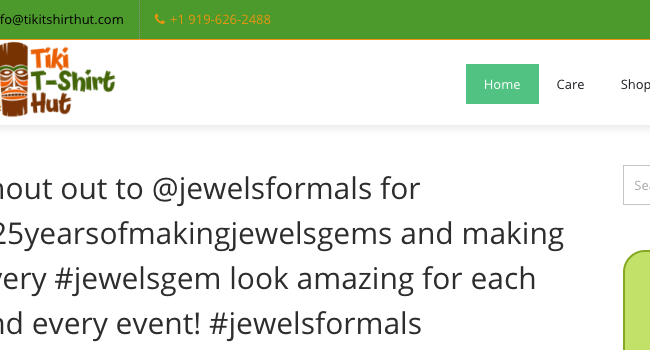 fo@tikitshirthut.com +1 919-626-2488
Tiki
T-Shirt
Hut
Home Care Shop
out out to @jewelsformals for
25yearsofmakingjewelsgems and making
very #jewelsgem look amazing for each
nd every event! #jewelsformals